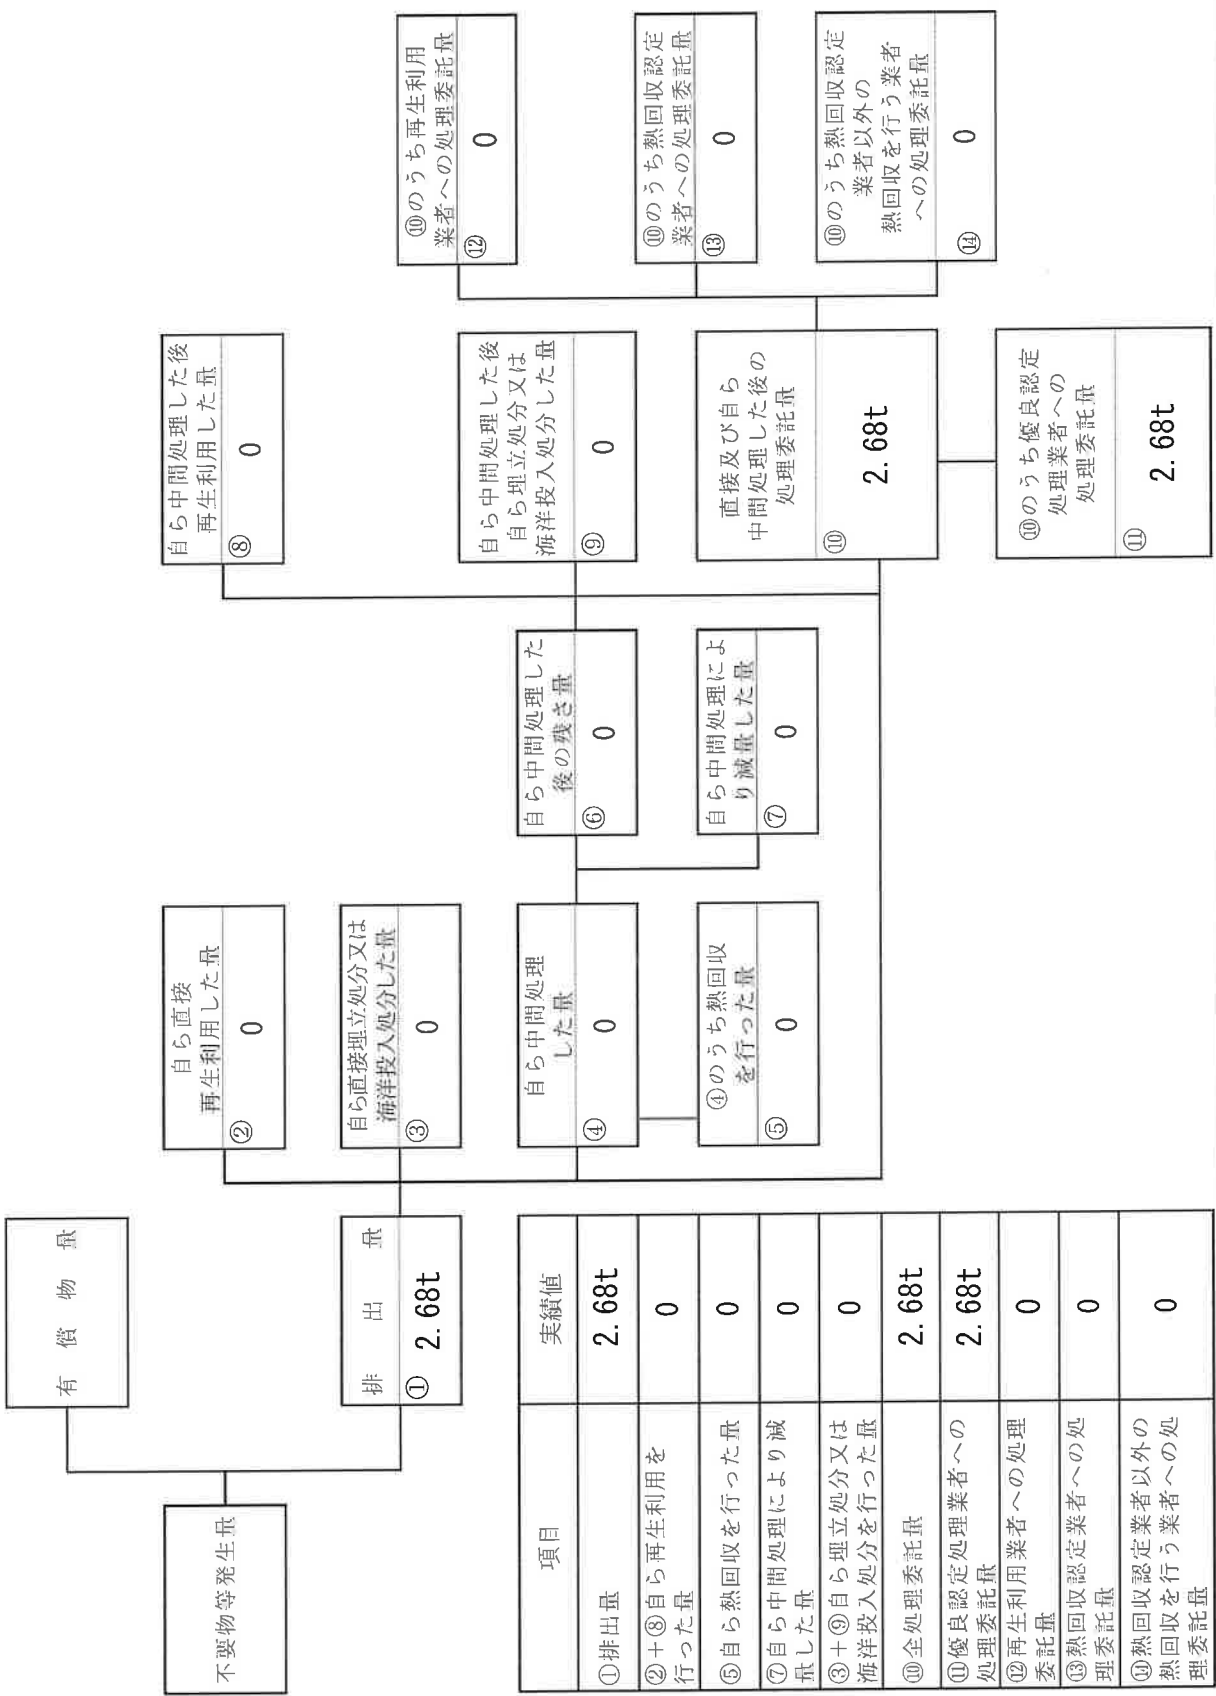 不要物等発生量
有償物量
排出量
① 2.68t
自ら直接
再生利用した量
② 0
自ら直接埋立処分又は
海洋投入処分した量
③ 0
自ら中間処理
した量
④ 0
④のうち熱回収
を行った量
⑤ 0
自ら中間処理した
後の残さ量
⑥ 0
自ら中間処理によ
り減量した量
⑦ 0
自ら中間処理した後
再生利用した量
⑧ 0
自ら中間処理した後
自ら埋立処分又は
海洋投入処分した量
⑨ 0
直接及び自ら
中間処理した後の
処理委託量
⑩ 2.68t
⑩のうち優良認定
処理業者への
処理委託量
⑪ 2.68t
⑩のうち再生利用
業者への処理委託量
⑫ 0
⑩のうち熱回収認定
業者への処理委託量
⑬ 0
⑩のうち熱回収認定
業者以外の
熱回収を行う業者
への処理委託量
⑭ 0
項目 実績値
①排出量 2.68t
②+⑧自ら再生利用を
行った量 0
⑤自ら熱回収を行った量 0
⑦自ら中間処理により減
量した量 0
③+⑨自ら埋立処分又は
海洋投入処分を行った量 0
⑩全処理委託量 2.68t
⑪優良認定処理業者への
処理委託量 2.68t
⑫再生利用業者への処理
委託量 0
⑬熱回収認定業者への処
理委託量 0
⑭熱回収認定業者以外の
熱回収を行う業者への処
理委託量 0